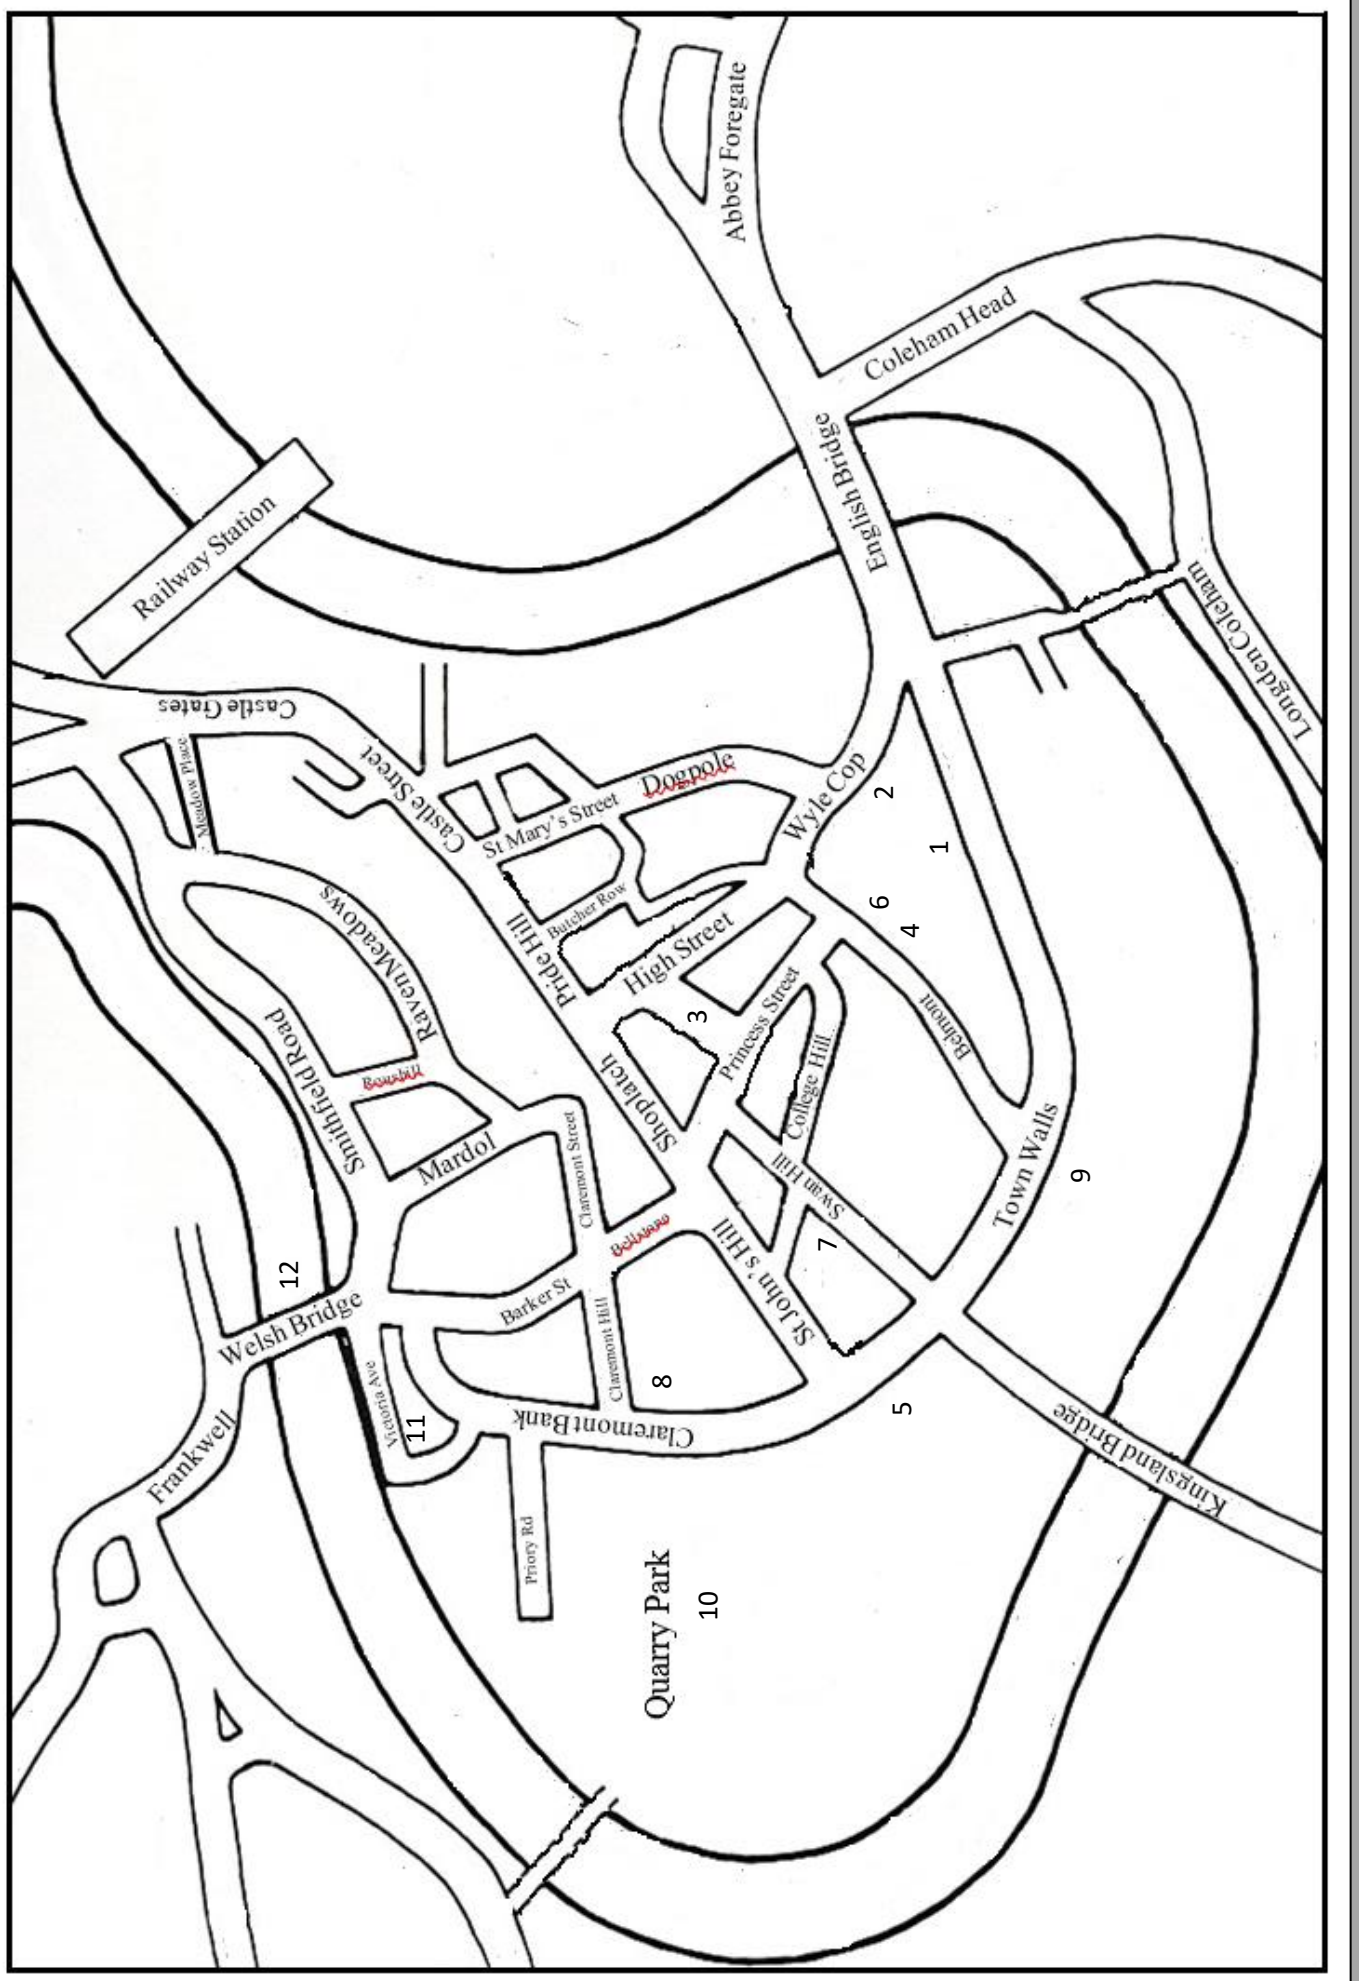 Abbey Foregate
Coleham Head
English Bridge
Railway Station
Longden Coleham
Castle Gates
Meadow Place
Castle Street
Dogpole
St Mary's Street
Wyle Cop
2
1
Butcher Row
Pride Hill
High Street
6
4
Raven Meadows
Smithfield Road
3
Princess Street
Belmont
Roushill
Shoplatch
College Hill
Mardol
Claremont Street
Swan Hill
Town Walls
9
Bellstone
St John's Hill
7
12
Welsh Bridge
Barker St
Claremont Hill
8
Victoria Ave
11
Claremont Bank
5
Kingsland Bridge
Frankwell
Priory Rd
Quarry Park
10